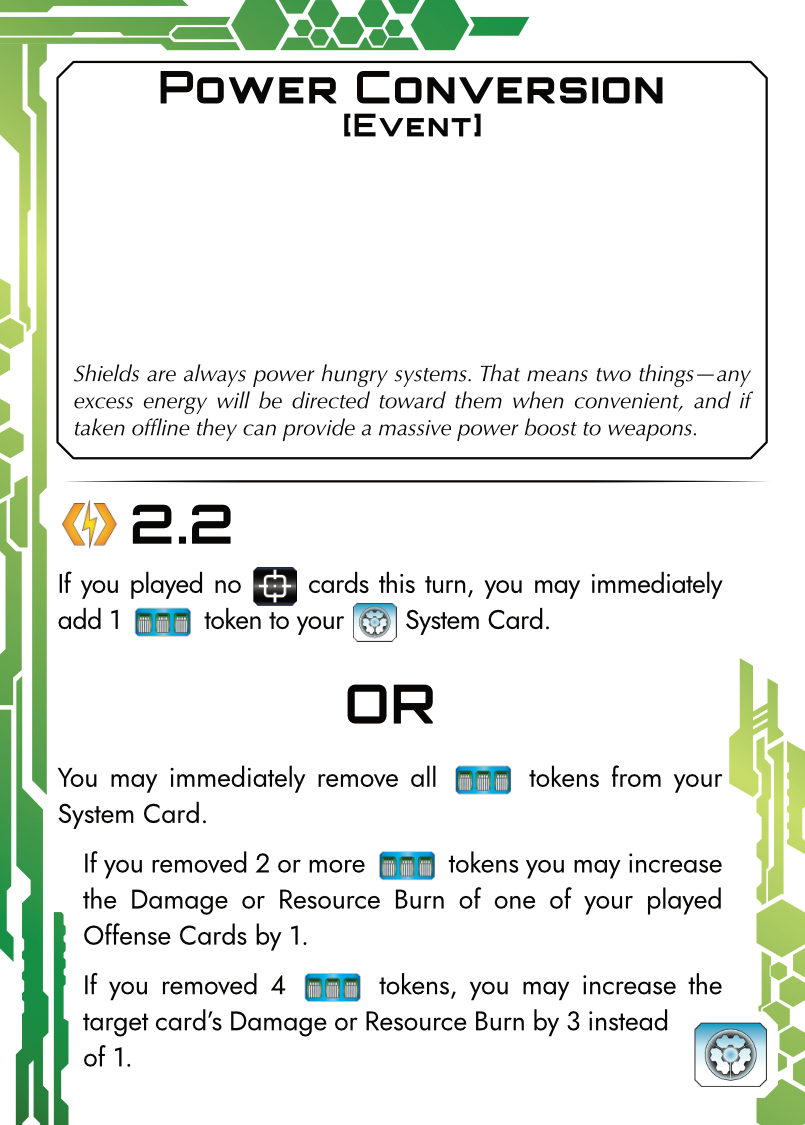 Power Conversion
[Event]
Shields are always power hungry systems. That means two things—any
excess energy will be directed toward them when convenient, and if
taken offline they can provide a massive power boost to weapons.
2.2
If you played no cards this turn, you may immediately
add 1 token to your System Card.
OR
You may immediately remove all tokens from your
System Card.
If you removed 2 or more tokens you may increase
the Damage or Resource Burn of one of your played
Offense Cards by 1.
If you removed 4 tokens, you may increase the
target card's Damage or Resource Burn by 3 instead
of 1.